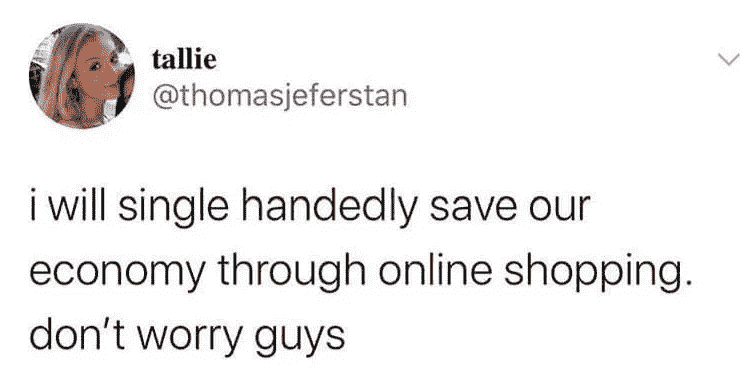 tallie
@thomasjeferstan
i will single handedly save our
economy through online shopping.
don't worry guys